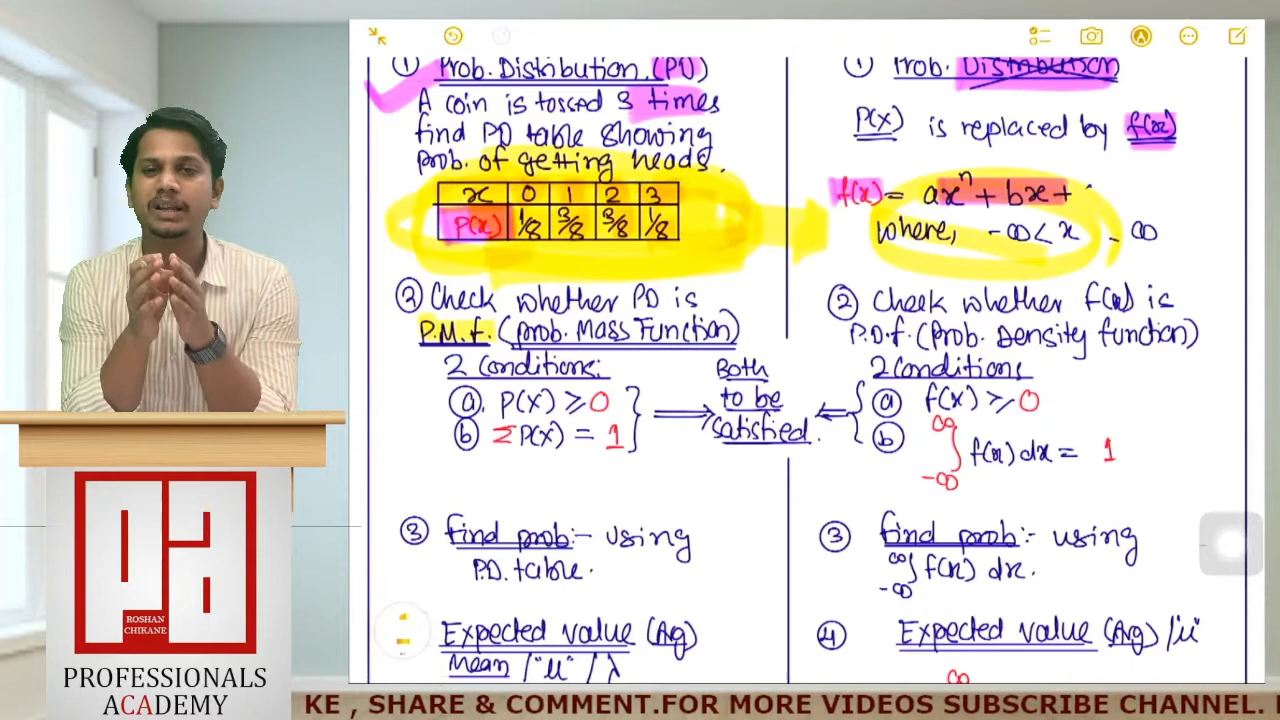 ① Prob. Distribution. (PD)
A coin is tossed 3 times
find PD table showing
prob. of getting heads.
x 0 1 2 3
P(x) 1/8 3/8 3/8 1/8
② Check whether PD is
P.M.f. (prob. Mass Function)
2 Conditions:
ⓐ. P(x) ≥ 0
ⓑ Σ P(x) = 1
Both
to be
satisfied.
③ find prob:- using
P.D. table.
Expected value (Avg)
Mean / "μ" / λ
① Prob. Distribution
P(x) is replaced by f(x)
f(x) = axⁿ + bx +
where, -∞ < x - ∞
② Check whether f(x) is
P.D.f. (Prob. Density function)
2 Conditions
ⓐ f(x) ≥ 0
ⓑ ∞ ∫ -∞ f(x) dx = 1
③ find prob:- using
∞ ∫ -∞ f(x) dx.
④ Expected value (Avg) / "μ"
∞
PA
ROSHAN
CHIKANE
PROFESSIONALS
ACADEMY
KE , SHARE & COMMENT.FOR MORE VIDEOS SUBSCRIBE CHANNEL.